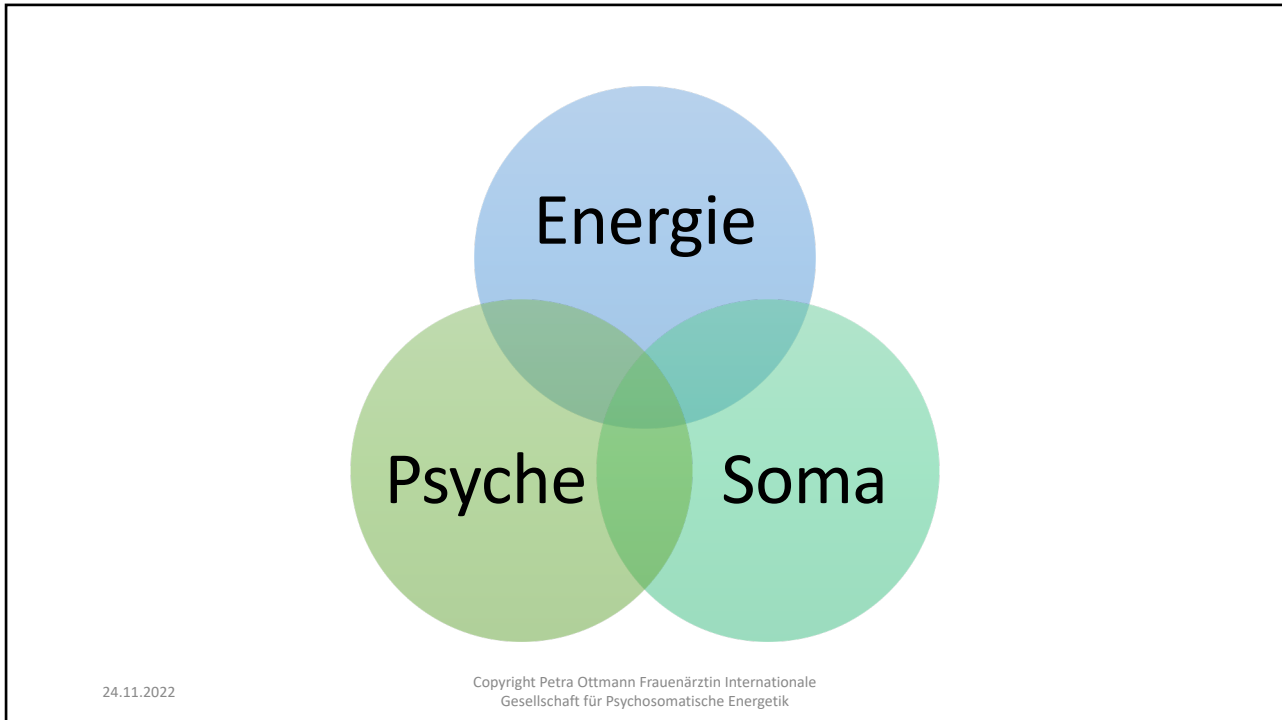 Energie
Psyche
Soma
24.11.2022
Copyright Petra Ottmann Frauenärztin Internationale
Gesellschaft für Psychosomatische Energetik